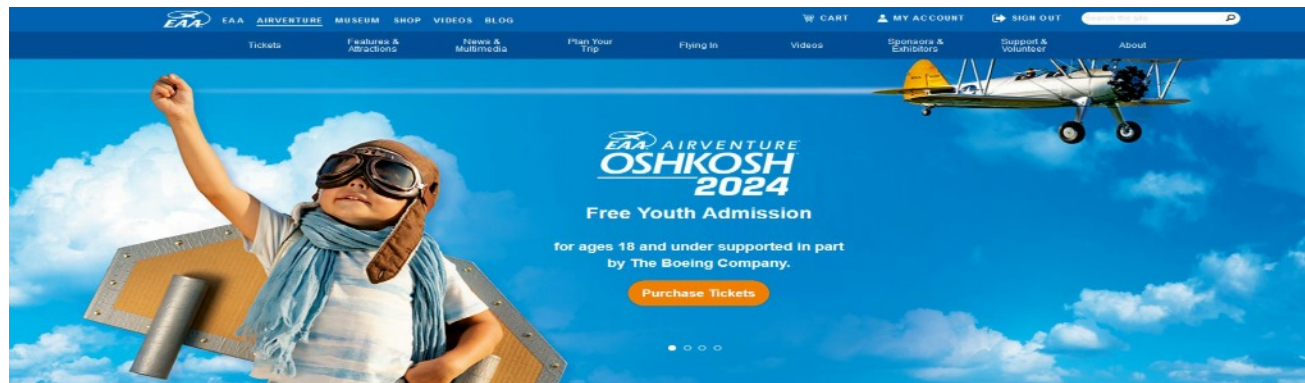 EAA
EAA AIRVENTURE MUSEUM SHOP VIDEOS BLOG
CART MY ACCOUNT SIGN OUT Search the site
Tickets
Features &
Attractions
News &
Multimedia
Plan Your
Trip
Flying In
Videos
Sponsors &
Exhibitors
Support &
Volunteer
About
EAA AIRVENTURE
OSHKOSH
2024
Free Youth Admission
for ages 18 and under supported in part
by The Boeing Company.
Purchase Tickets